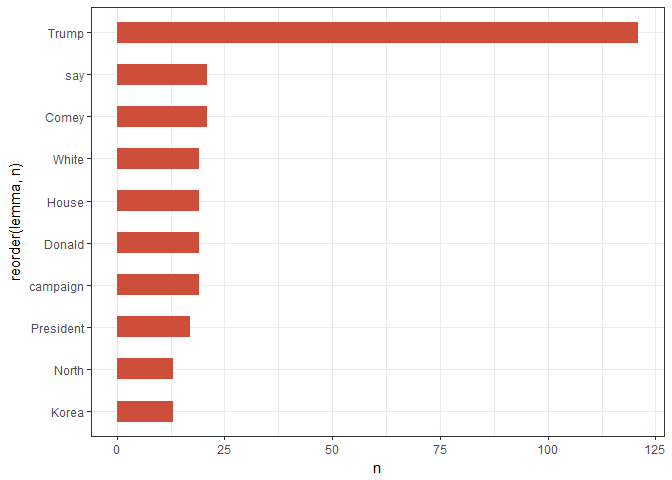 Trump
say
Comey
White
House
Donald
campaign
President
North
Korea
reorder(lemma, n)
0 25 50 75 100 125
n